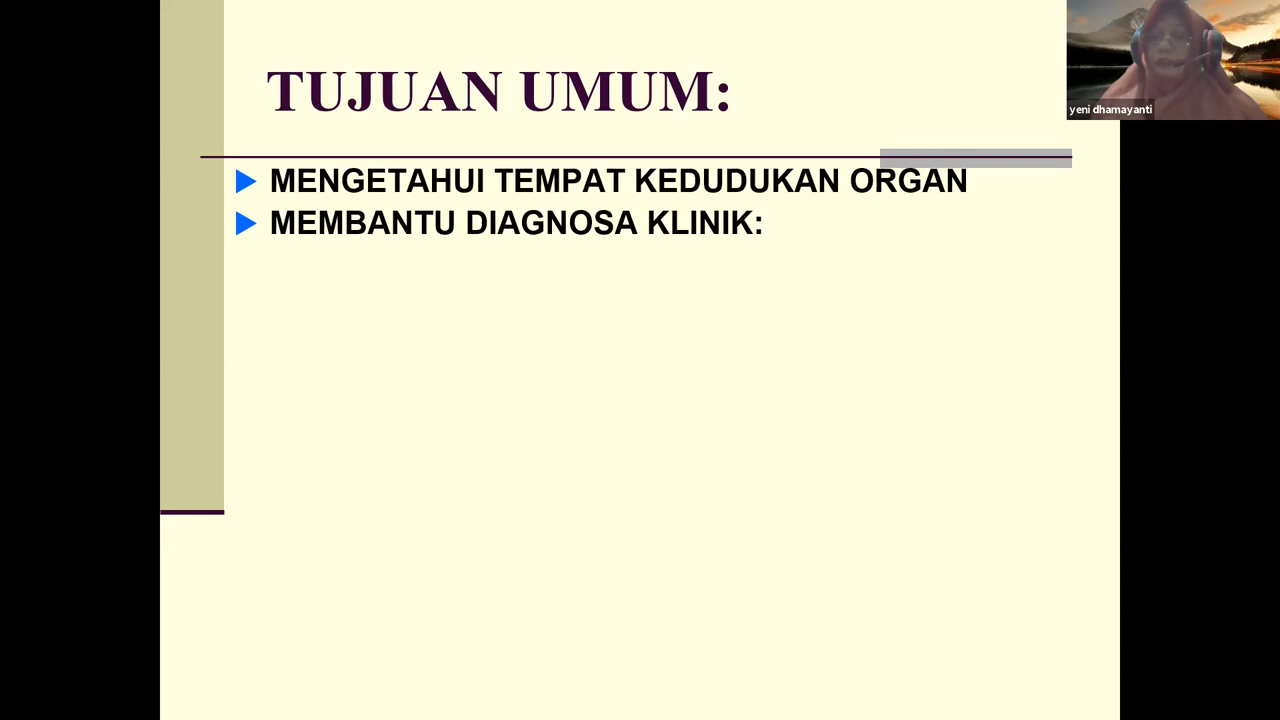 TUJUAN UMUM:
MENGETAHUI TEMPAT KEDUDUKAN ORGAN
MEMBANTU DIAGNOSA KLINIK:
yeni dhamayanti